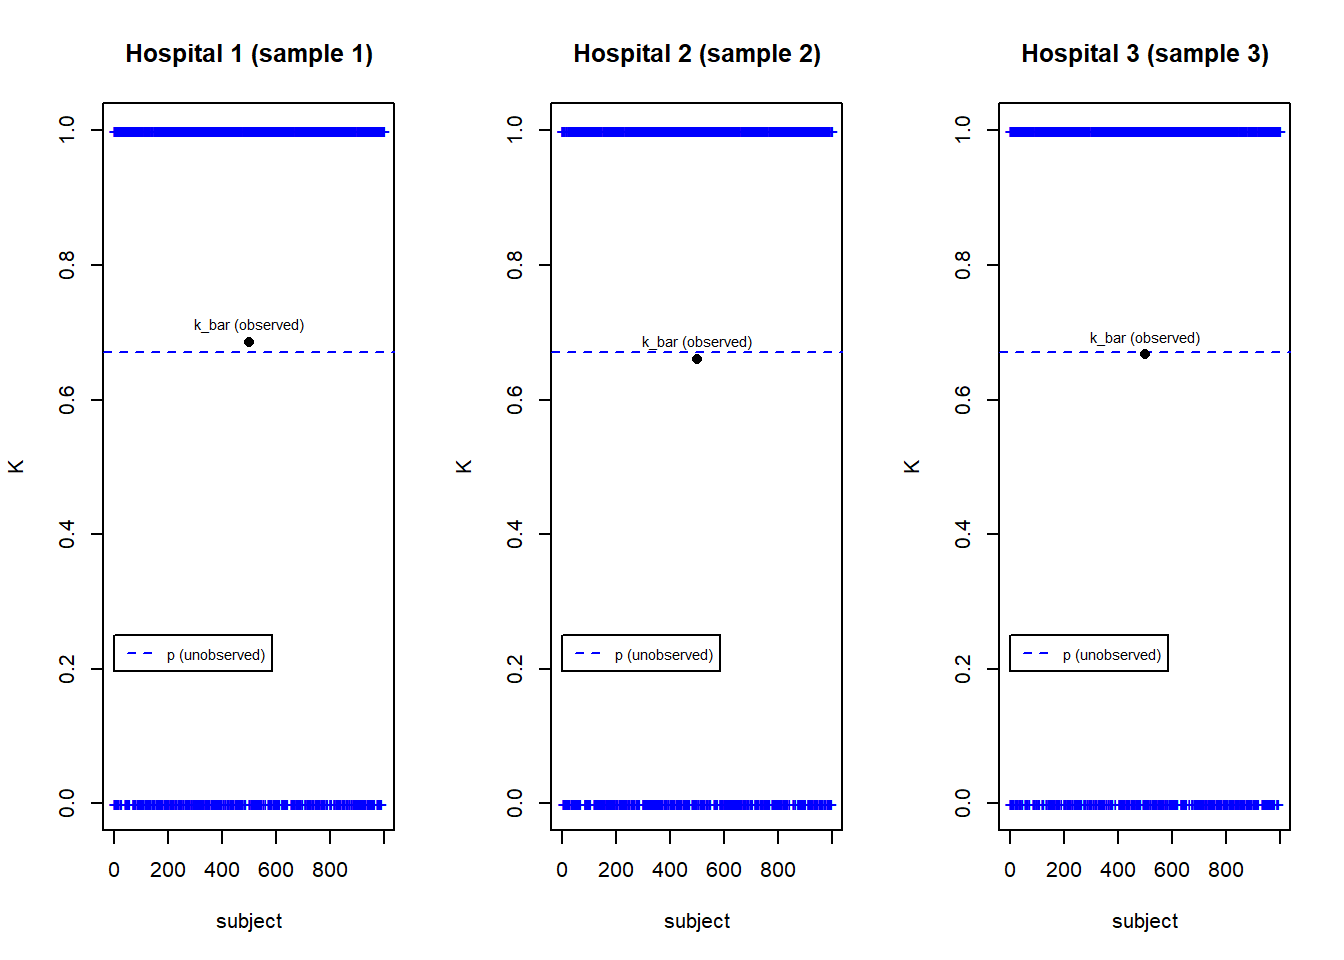 Hospital 1 (sample 1)
K
1.0
0.8
0.6
0.4
0.2
0.0
k_bar (observed)
p (unobserved)
0 200 400 600 800
subject
Hospital 2 (sample 2)
K
1.0
0.8
0.6
0.4
0.2
0.0
k_bar (observed)
p (unobserved)
0 200 400 600 800
subject
Hospital 3 (sample 3)
K
1.0
0.8
0.6
0.4
0.2
0.0
k_bar (observed)
p (unobserved)
0 200 400 600 800
subject